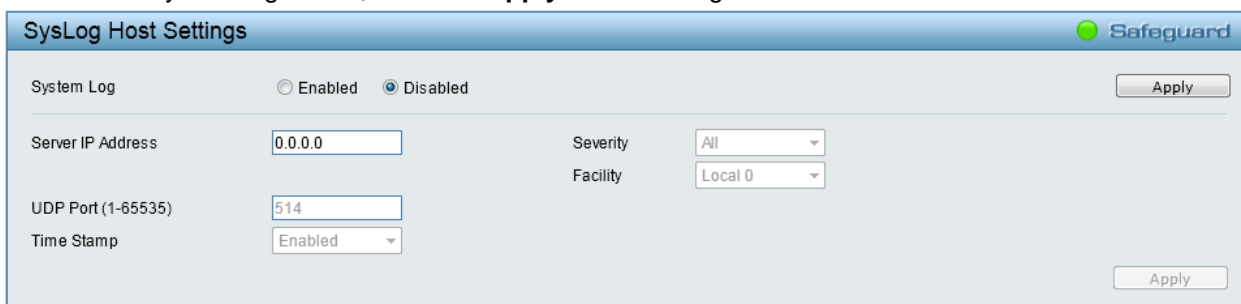 SysLog Host Settings Safeguard
System Log Enabled Disabled Apply
Server IP Address 0.0.0.0 Severity All
Facility Local 0
UDP Port (1-65535) 514
Time Stamp Enabled
Apply